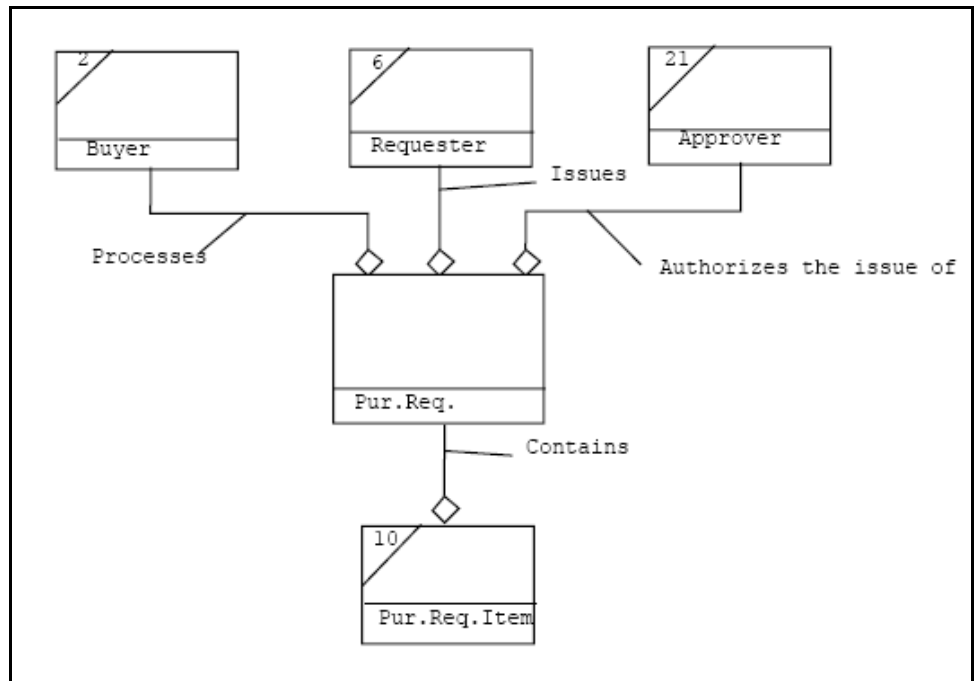 2
6
21
Buyer
Requester
Approver
Issues
Processes
Authorizes the issue of
Pur.Req.
Contains
10
Pur.Req.Item